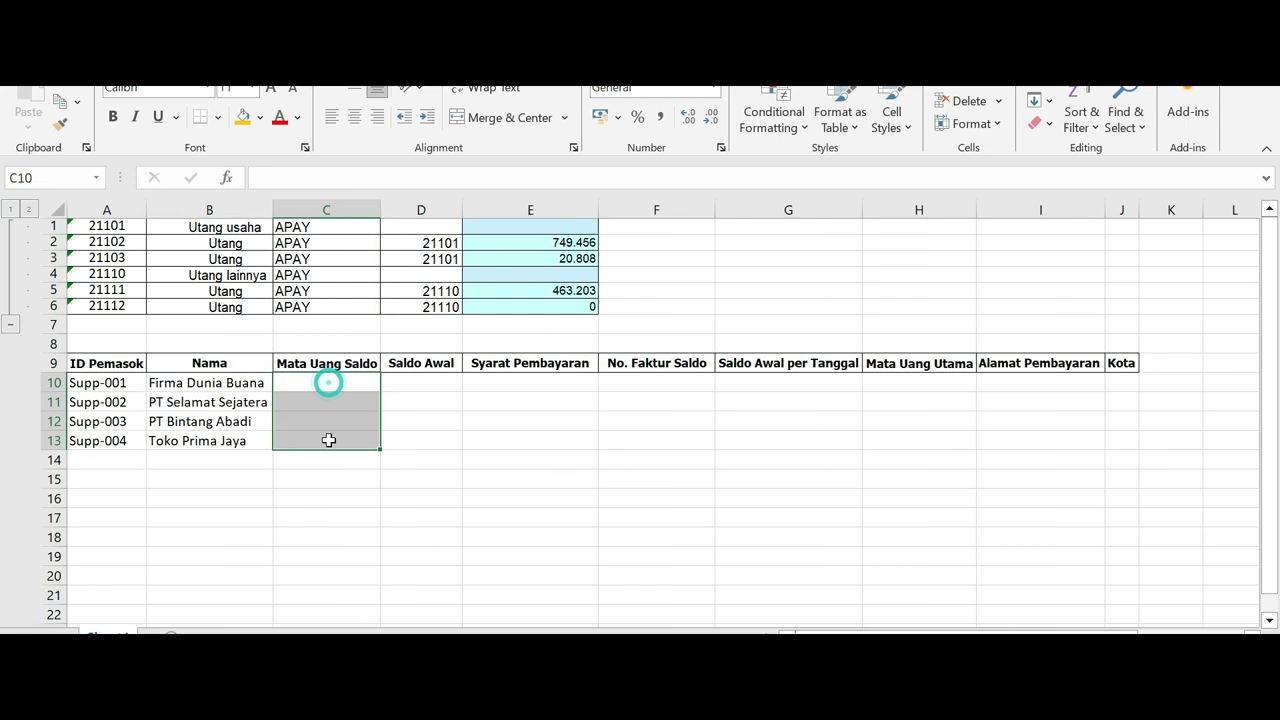 Calibri 11 Wrap Text General
Paste B I U Merge & Center % Conditional Formatting Format as Table Cell Styles Delete Format Sort & Filter Find & Select Add-ins
Clipboard Font Alignment Number Styles Cells Editing Add-ins
C10 fx
1 2 A B C D E F G H I J K L
1 21101 Utang usaha APAY
2 21102 Utang APAY 21101 749.456
3 21103 Utang APAY 21101 20.808
4 21110 Utang lainnya APAY
5 21111 Utang APAY 21110 463.203
6 21112 Utang APAY 21110 0
7
8
9 ID Pemasok Nama Mata Uang Saldo Saldo Awal Syarat Pembayaran No. Faktur Saldo Saldo Awal per Tanggal Mata Uang Utama Alamat Pembayaran Kota
10 Supp-001 Firma Dunia Buana
11 Supp-002 PT Selamat Sejatera
12 Supp-003 PT Bintang Abadi
13 Supp-004 Toko Prima Jaya
14
15
16
17
18
19
20
21
22